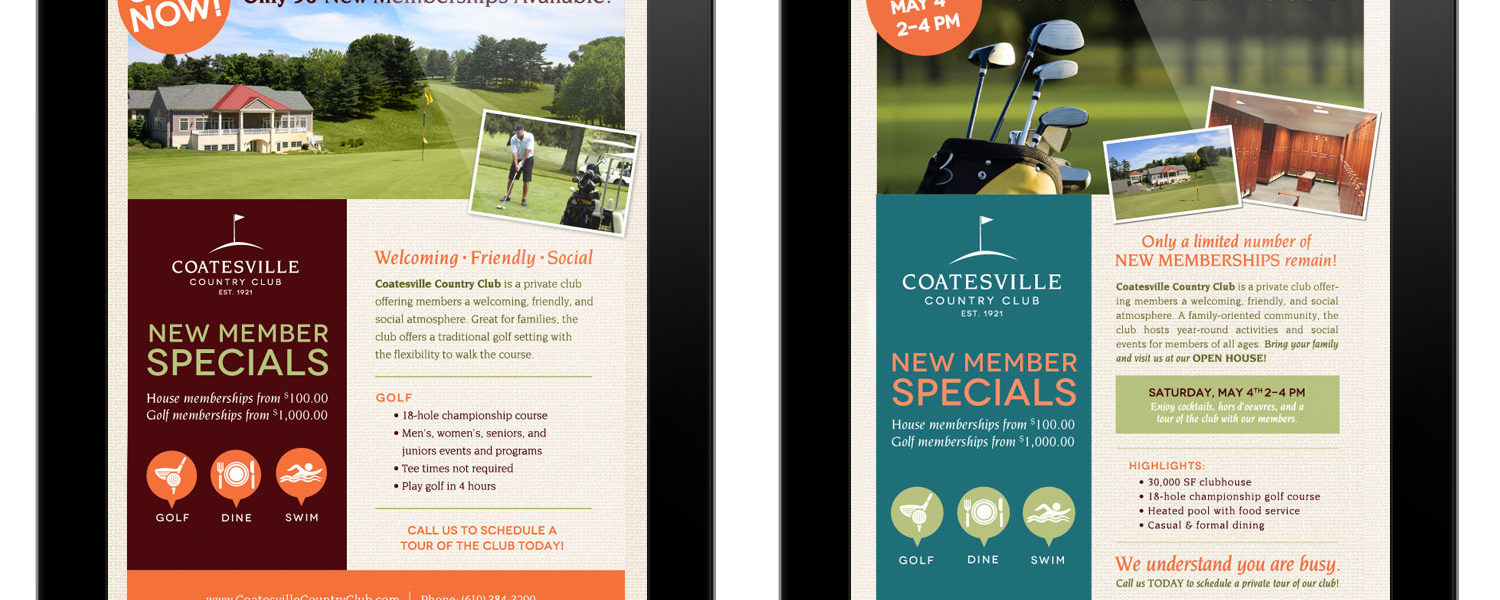 NOW!
Only 90 New Memberships Available!
COATESVILLE
COUNTRY CLUB
EST. 1921
NEW MEMBER
SPECIALS
House memberships from $100.00
Golf memberships from $1,000.00
GOLF DINE SWIM
Welcoming · Friendly · Social
Coatesville Country Club is a private club
offering members a welcoming, friendly, and
social atmosphere. Great for families, the
club offers a traditional golf setting with
the flexibility to walk the course.
GOLF
• 18-hole championship course
• Men's, women's, seniors, and
juniors events and programs
• Tee times not required
• Play golf in 4 hours
CALL US TO SCHEDULE A
TOUR OF THE CLUB TODAY!
www.CoatesvilleCountryClub.com | Phone: (610) 384-3200
MAY 4
2–4 PM
COATESVILLE
COUNTRY CLUB
EST. 1921
NEW MEMBER
SPECIALS
House memberships from $100.00
Golf memberships from $1,000.00
GOLF DINE SWIM
Only a limited number of
NEW MEMBERSHIPS remain!
Coatesville Country Club is a private club offer-
ing members a welcoming, friendly, and social
atmosphere. A family-oriented community, the
club hosts year-round activities and social
events for members of all ages. Bring your family
and visit us at our OPEN HOUSE!
SATURDAY, MAY 4TH 2–4 PM
Enjoy cocktails, hors d'oeuvres, and a
tour of the club with our members.
HIGHLIGHTS:
• 30,000 SF clubhouse
• 18-hole championship golf course
• Heated pool with food service
• Casual & formal dining
We understand you are busy.
Call us TODAY to schedule a private tour of our club!